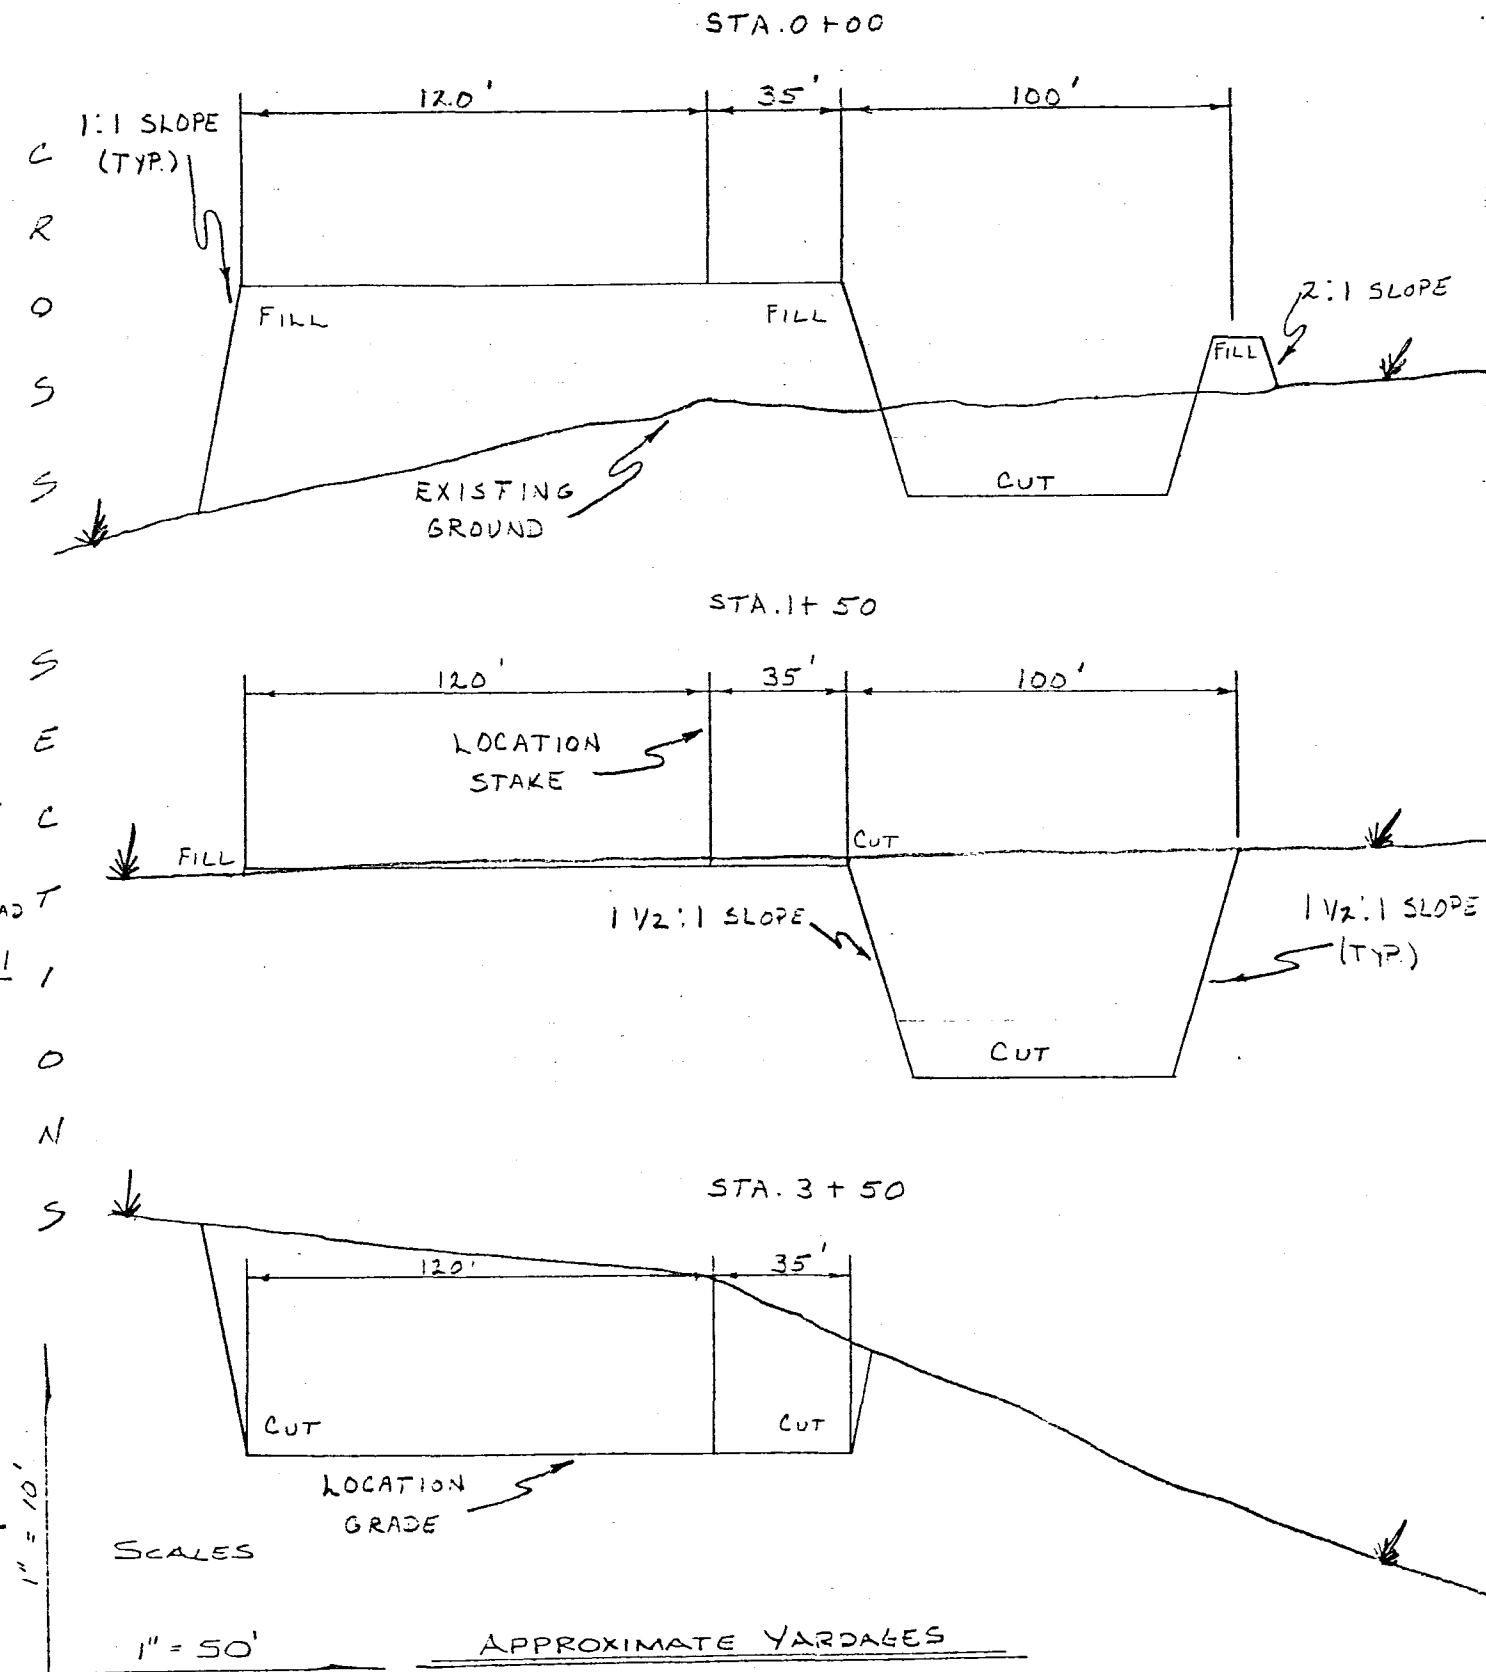 STA. 0+00
120'
35'
100'
1:1 SLOPE
(TYP.)
2:1 SLOPE
FILL
FILL
FILL
EXISTING
GROUND
CUT
STA. 1+50
120'
35'
100'
LOCATION
STAKE
CUT
FILL
1 1/2:1 SLOPE
1 1/2:1 SLOPE
(TYP.)
CUT
STA. 3+50
120'
35'
CUT
CUT
LOCATION
GRADE
CROSS SECTIONS
1" = 10'
SCALES
1" = 50'
APPROXIMATE YARDAGES